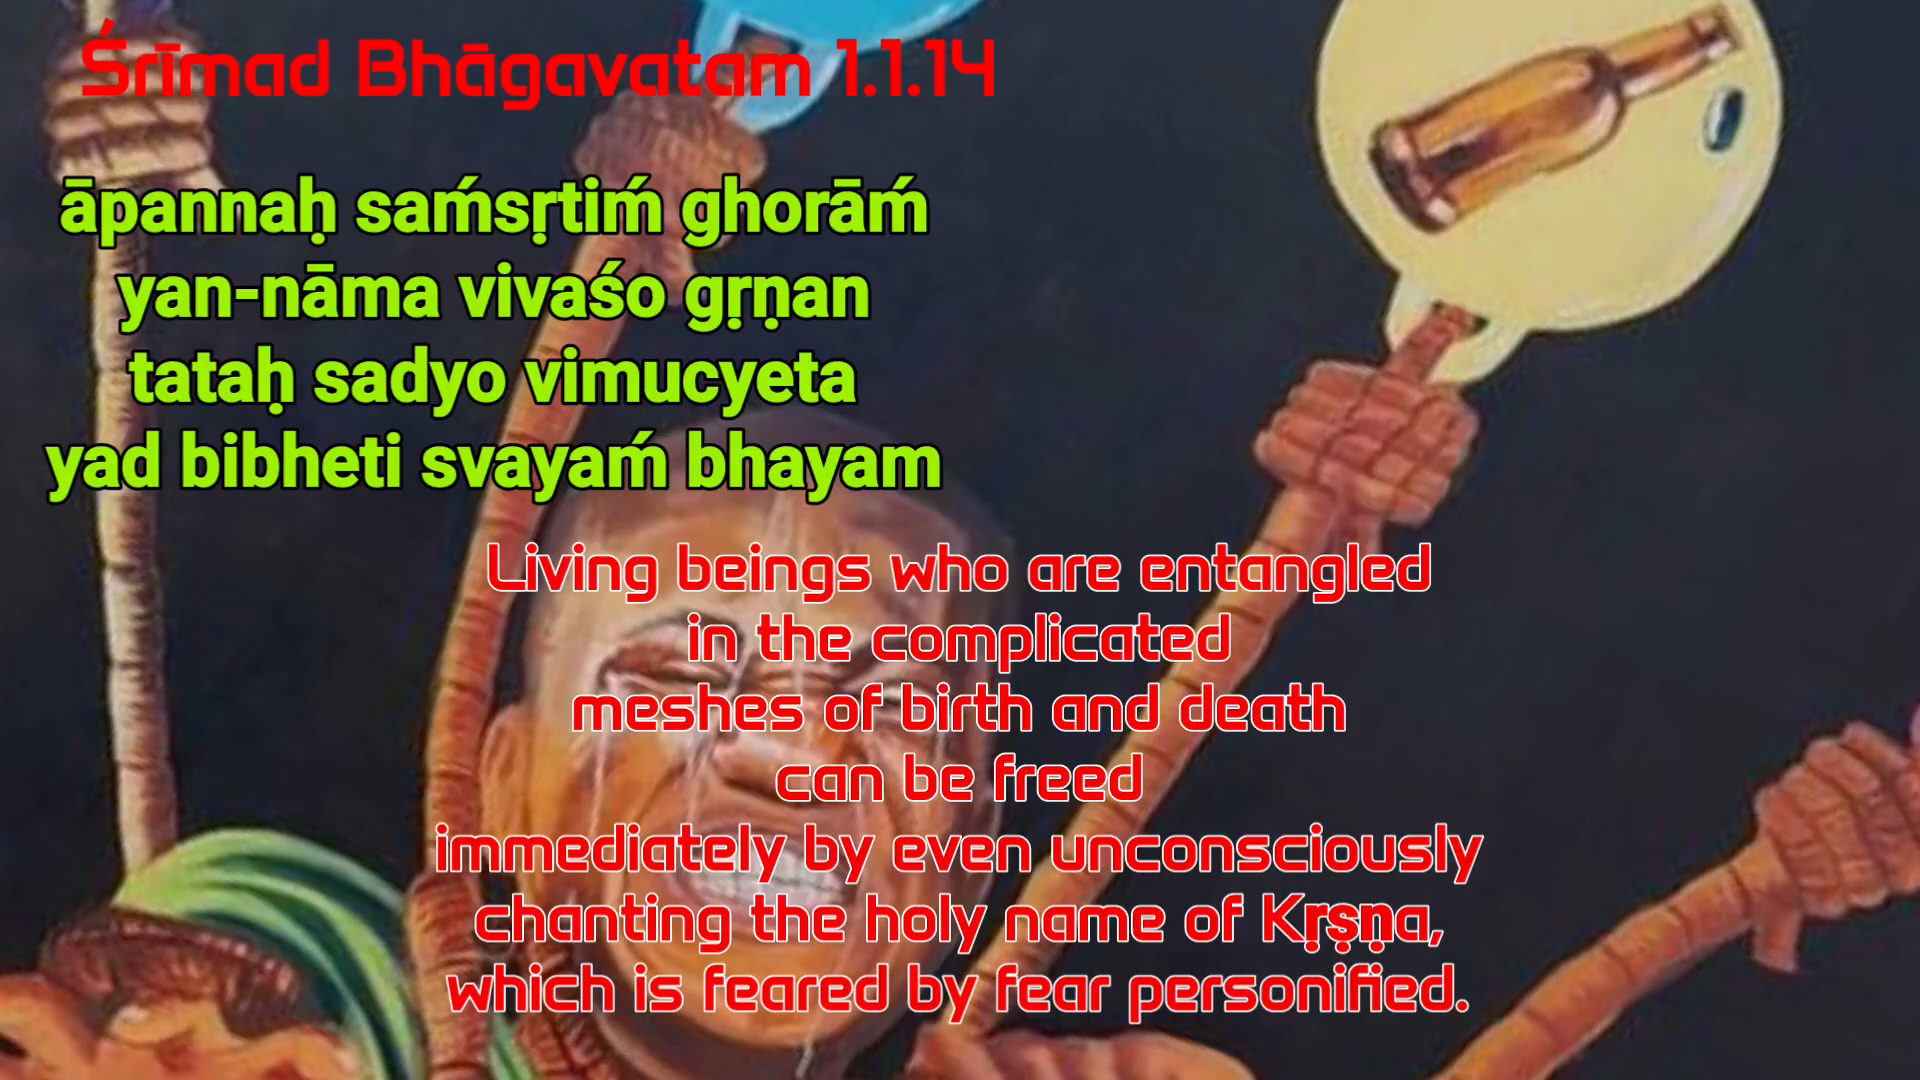 Śrīmad Bhāgavatam 1.1.14
āpannaḥ saḿsṛtiḿ ghorāḿ
yan-nāma vivaśo gṛṇan
tataḥ sadyo vimucyeta
yad bibheti svayaḿ bhayam
Living beings who are entangled
in the complicated
meshes of birth and death
can be freed
immediately by even unconsciously
chanting the holy name of Kṛṣṇa,
which is feared by fear personified.